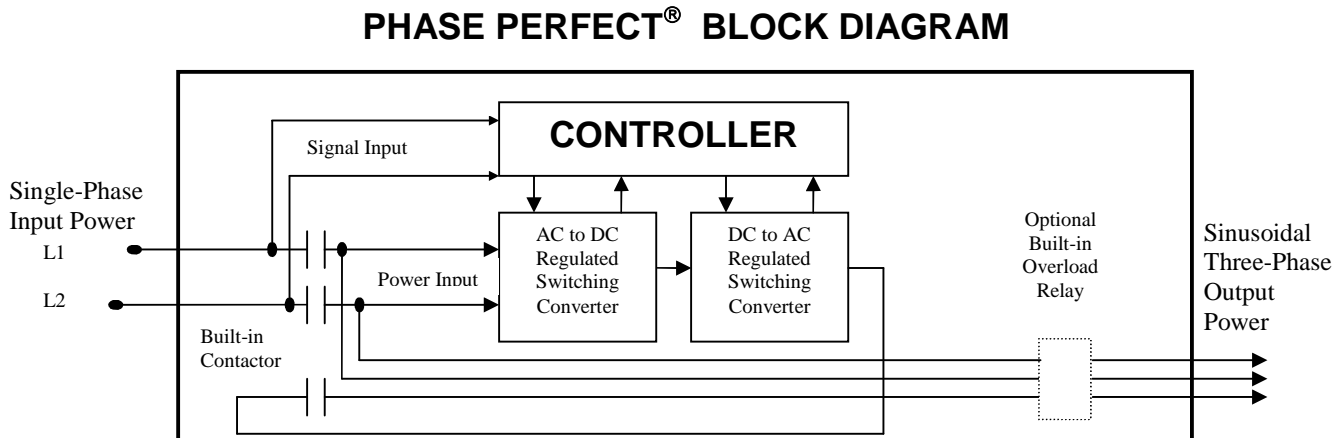 PHASE PERFECT® BLOCK DIAGRAM
CONTROLLER
Signal Input
Single-Phase
Input Power
L1
L2
AC to DC
Regulated
Switching
Converter
DC to AC
Regulated
Switching
Converter
Power Input
Built-in
Contactor
Optional
Built-in
Overload
Relay
Sinusoidal
Three-Phase
Output
Power